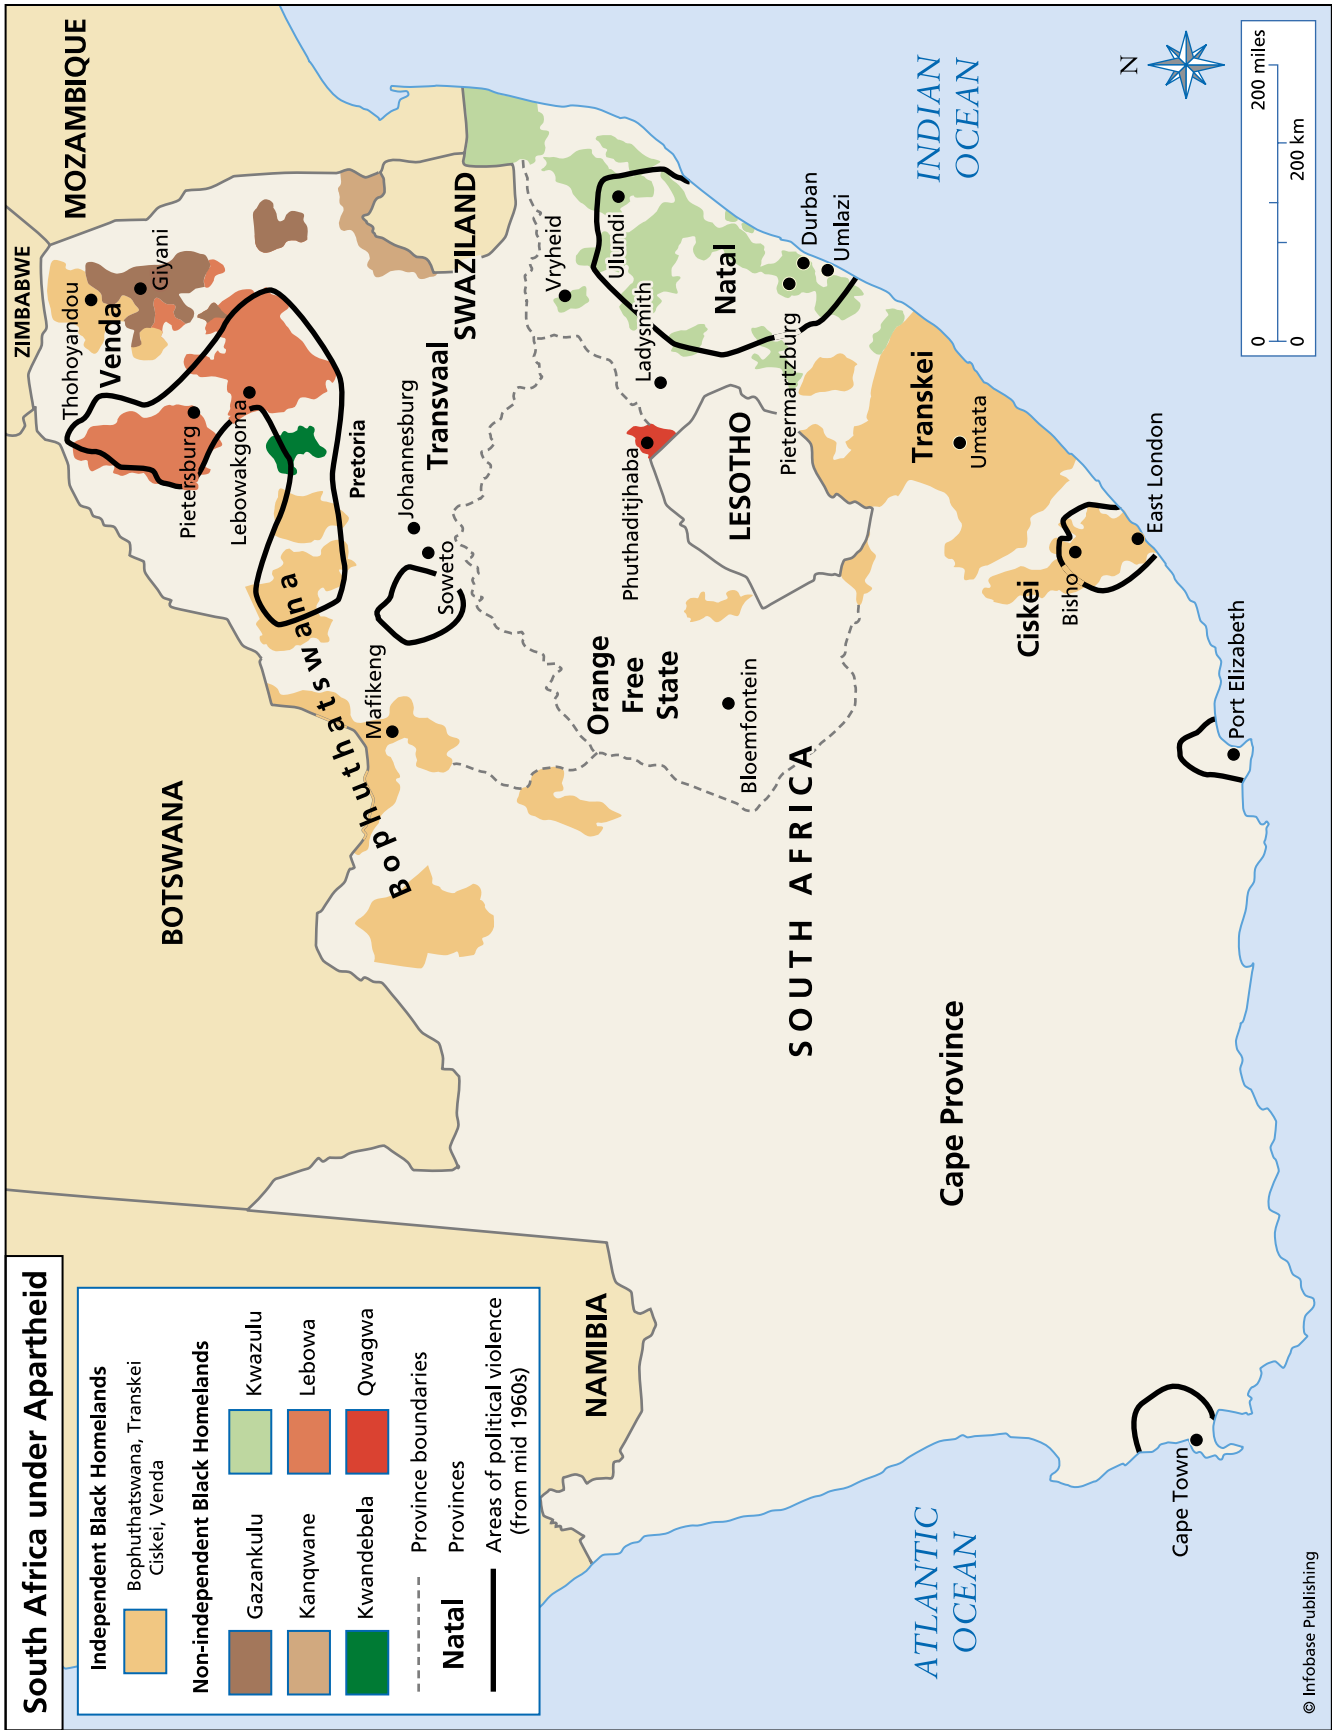 South Africa under Apartheid
Independent Black Homelands
Bophuthatswana, Transkei
Ciskei, Venda
Non-independent Black Homelands
Gazankulu
Kwazulu
Kanqwane
Lebowa
Kwandebela
Qwagwa
Province boundaries
Natal
Provinces
Areas of political violence
(from mid 1960s)
ZIMBABWE
MOZAMBIQUE
BOTSWANA
NAMIBIA
SWAZILAND
LESOTHO
SOUTH AFRICA
Thohoyandou
Venda
Giyani
Pietersburg
Lebowakgoma
Pretoria
Johannesburg
Transvaal
Soweto
Bophuthatswana
Mafikeng
Vryheid
Ulundi
Ladysmith
Natal
Durban
Umlazi
Pietermartzburg
Phuthaditjhaba
Orange
Free
State
Bloemfontein
Transkei
Umtata
Ciskei
Bisho
East London
Port Elizabeth
Cape Province
Cape Town
ATLANTIC
OCEAN
INDIAN
OCEAN
N
0
200 miles
0
200 km
© Infobase Publishing